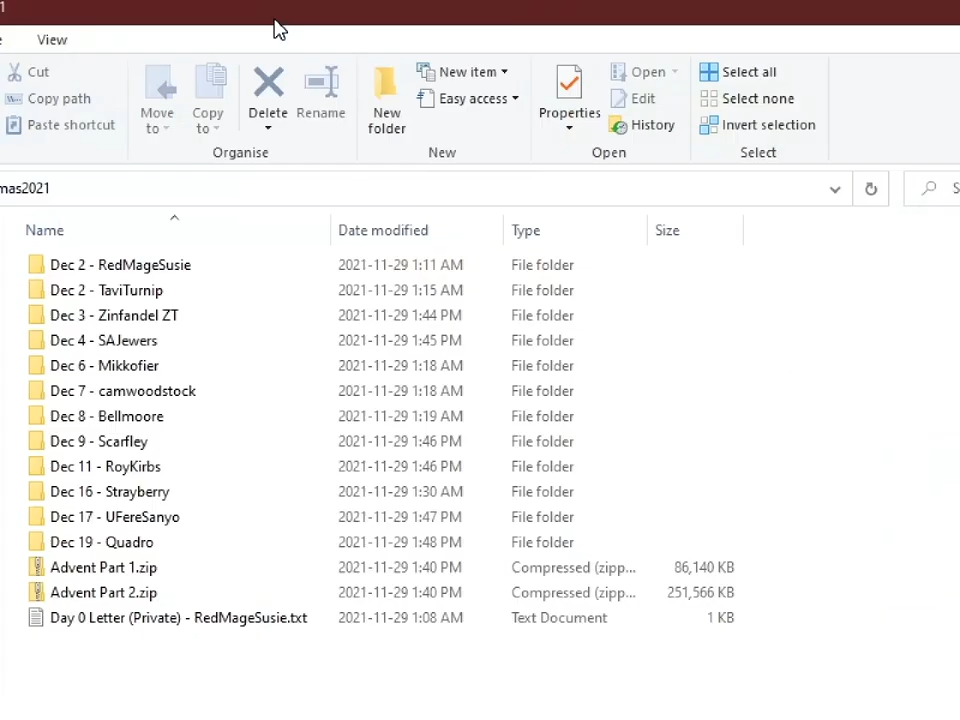 1
e View
Cut
Copy path
Paste shortcut
Move to
Copy to
Delete
Rename
Organise
New folder
New item
Easy access
New
Properties
Open
Edit
History
Open
Select all
Select none
Invert selection
Select
mas2021
S
Name Date modified Type Size
Dec 2 - RedMageSusie 2021-11-29 1:11 AM File folder
Dec 2 - TaviTurnip 2021-11-29 1:15 AM File folder
Dec 3 - Zinfandel ZT 2021-11-29 1:44 PM File folder
Dec 4 - SAJewers 2021-11-29 1:45 PM File folder
Dec 6 - Mikkofier 2021-11-29 1:18 AM File folder
Dec 7 - camwoodstock 2021-11-29 1:18 AM File folder
Dec 8 - Bellmoore 2021-11-29 1:19 AM File folder
Dec 9 - Scarfley 2021-11-29 1:46 PM File folder
Dec 11 - RoyKirbs 2021-11-29 1:46 PM File folder
Dec 16 - Strayberry 2021-11-29 1:30 AM File folder
Dec 17 - UFereSanyo 2021-11-29 1:47 PM File folder
Dec 19 - Quadro 2021-11-29 1:48 PM File folder
Advent Part 1.zip 2021-11-29 1:40 PM Compressed (zipp... 86,140 KB
Advent Part 2.zip 2021-11-29 1:40 PM Compressed (zipp... 251,566 KB
Day 0 Letter (Private) - RedMageSusie.txt 2021-11-29 1:08 AM Text Document 1 KB